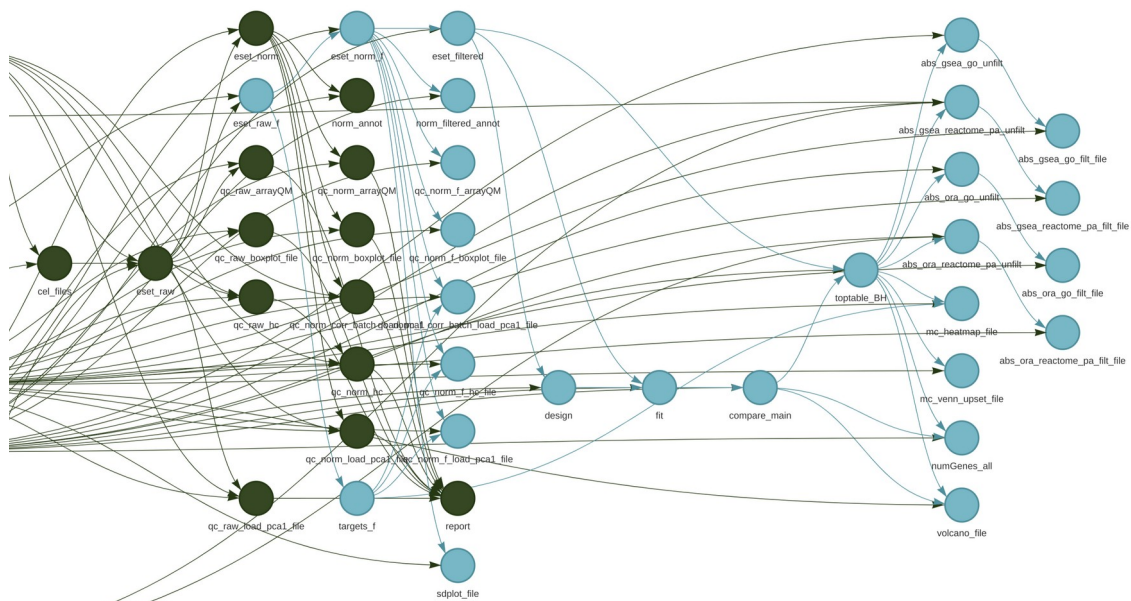 eset_norm
eset_norm_f
eset_filtered
abs_gsea_go_unfilt
eset_raw_f
norm_annot
norm_filtered_annot
abs_gsea_reactome_pa_unfilt
abs_gsea_go_filt_file
qc_raw_arrayQM
qc_norm_arrayQM
qc_norm_f_arrayQM
abs_ora_go_unfilt
abs_gsea_reactome_pa_filt_file
qc_raw_boxplot_file
qc_norm_boxplot_file
qc_norm_f_boxplot_file
abs_ora_reactome_pa_unfilt
cel_files
eset_raw
toptable_BH
abs_ora_go_filt_file
qc_raw_hc
qc_norm_corr_batch_load_pca1_file
mc_heatmap_file
abs_ora_reactome_pa_filt_file
qc_norm_hc
qc_norm_f_hc_file
design
fit
compare_main
mc_venn_upset_file
qc_norm_load_pca1_file
qc_norm_f_load_pca1_file
numGenes_all
qc_raw_load_pca1_file
targets_f
report
volcano_file
sdplot_file